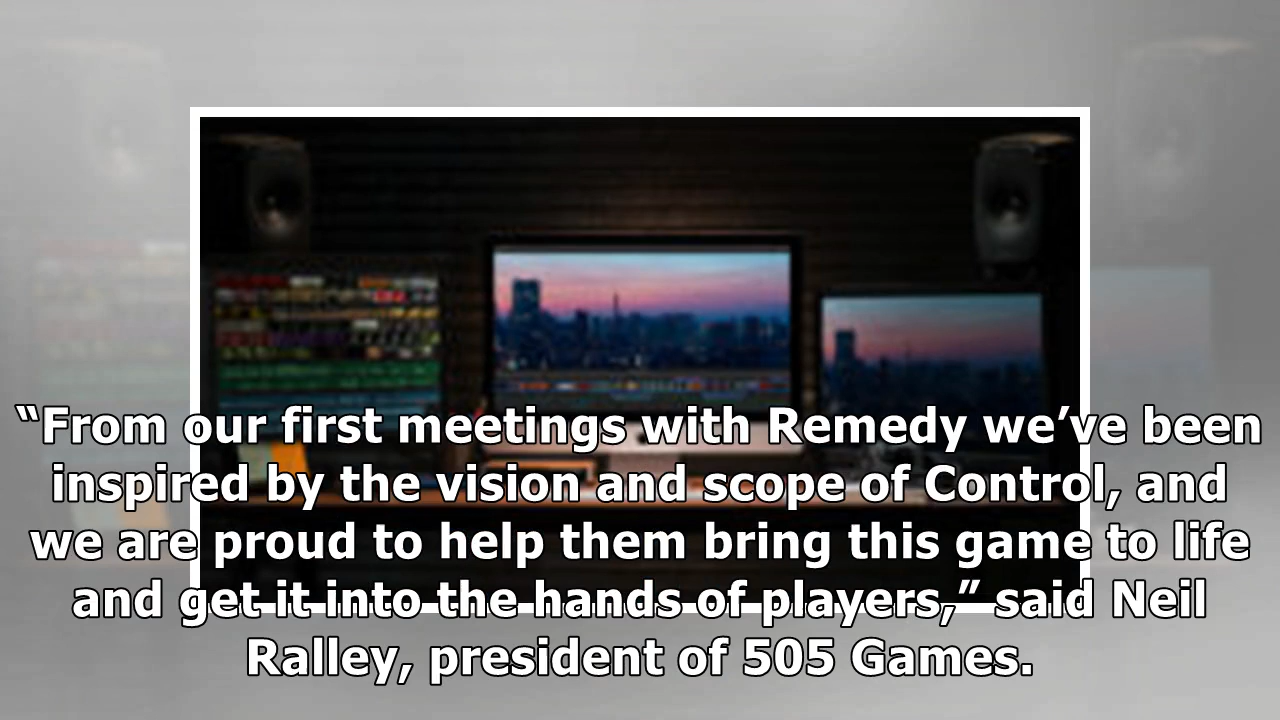 “From our first meetings with Remedy we’ve been
inspired by the vision and scope of Control, and
we are proud to help them bring this game to life
and get it into the hands of players,” said Neil
Ralley, president of 505 Games.